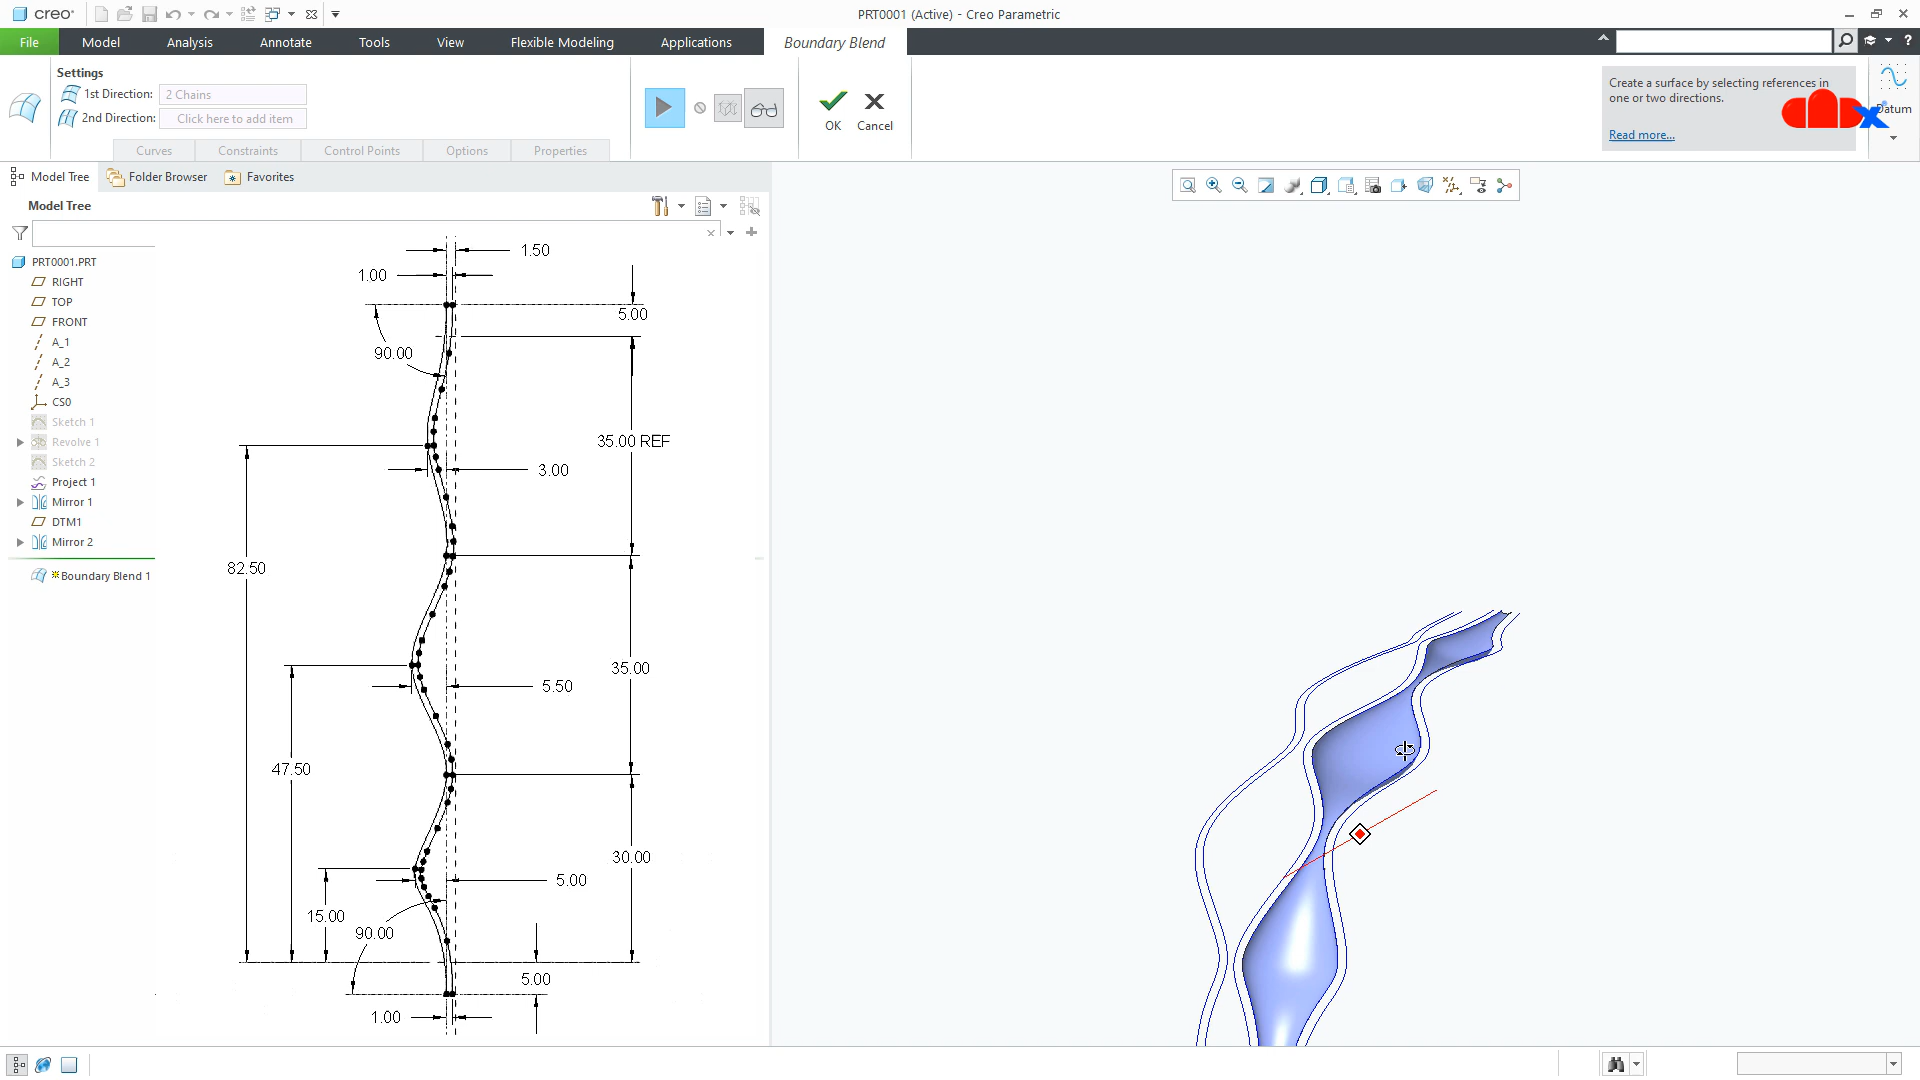 creo
PRT0001 (Active) - Creo Parametric
File
Model
Analysis
Annotate
Tools
View
Flexible Modeling
Applications
Boundary Blend
Settings
1st Direction:
2 Chains
2nd Direction:
Click here to add item
OK
Cancel
Curves
Constraints
Control Points
Options
Properties
Create a surface by selecting references in
one or two directions.
Read more...
Datum
Model Tree
Folder Browser
Favorites
Model Tree
PRT0001.PRT
RIGHT
TOP
FRONT
A_1
A_2
A_3
CS0
Sketch 1
Revolve 1
Sketch 2
Project 1
Mirror 1
DTM1
Mirror 2
Boundary Blend 1
1.50
1.00
5.00
90.00
35.00 REF
3.00
82.50
35.00
5.50
47.50
30.00
5.00
15.00
90.00
5.00
1.00